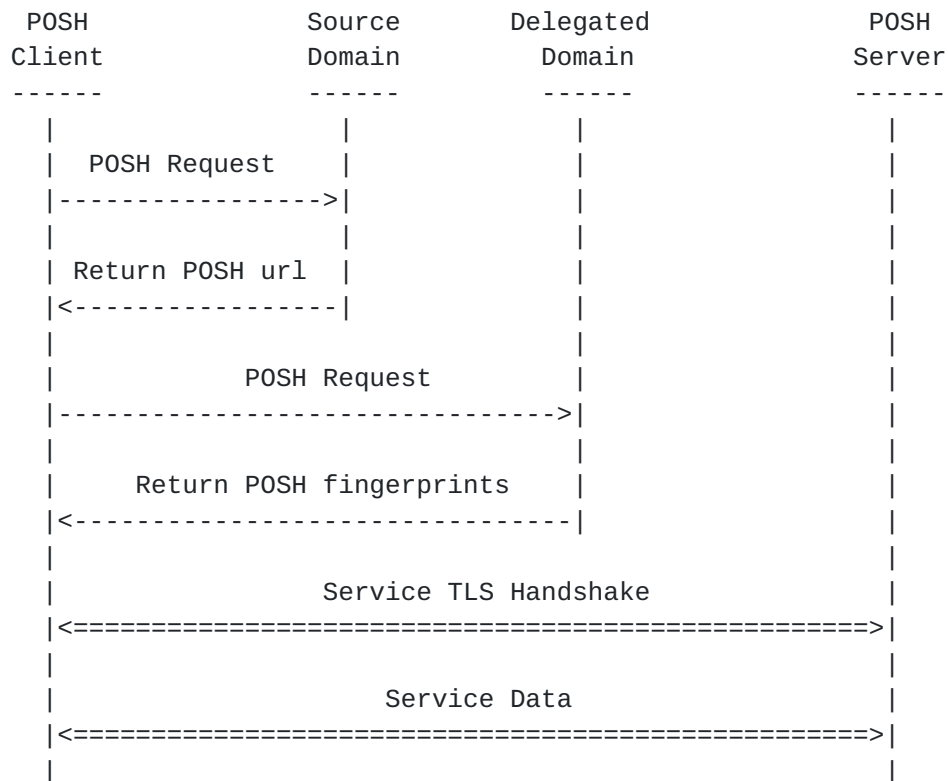 POSH Source Delegated POSH
Client Domain Domain Server
------ ------ ------ ------
POSH Request
Return POSH url
POSH Request
Return POSH fingerprints
Service TLS Handshake
Service Data